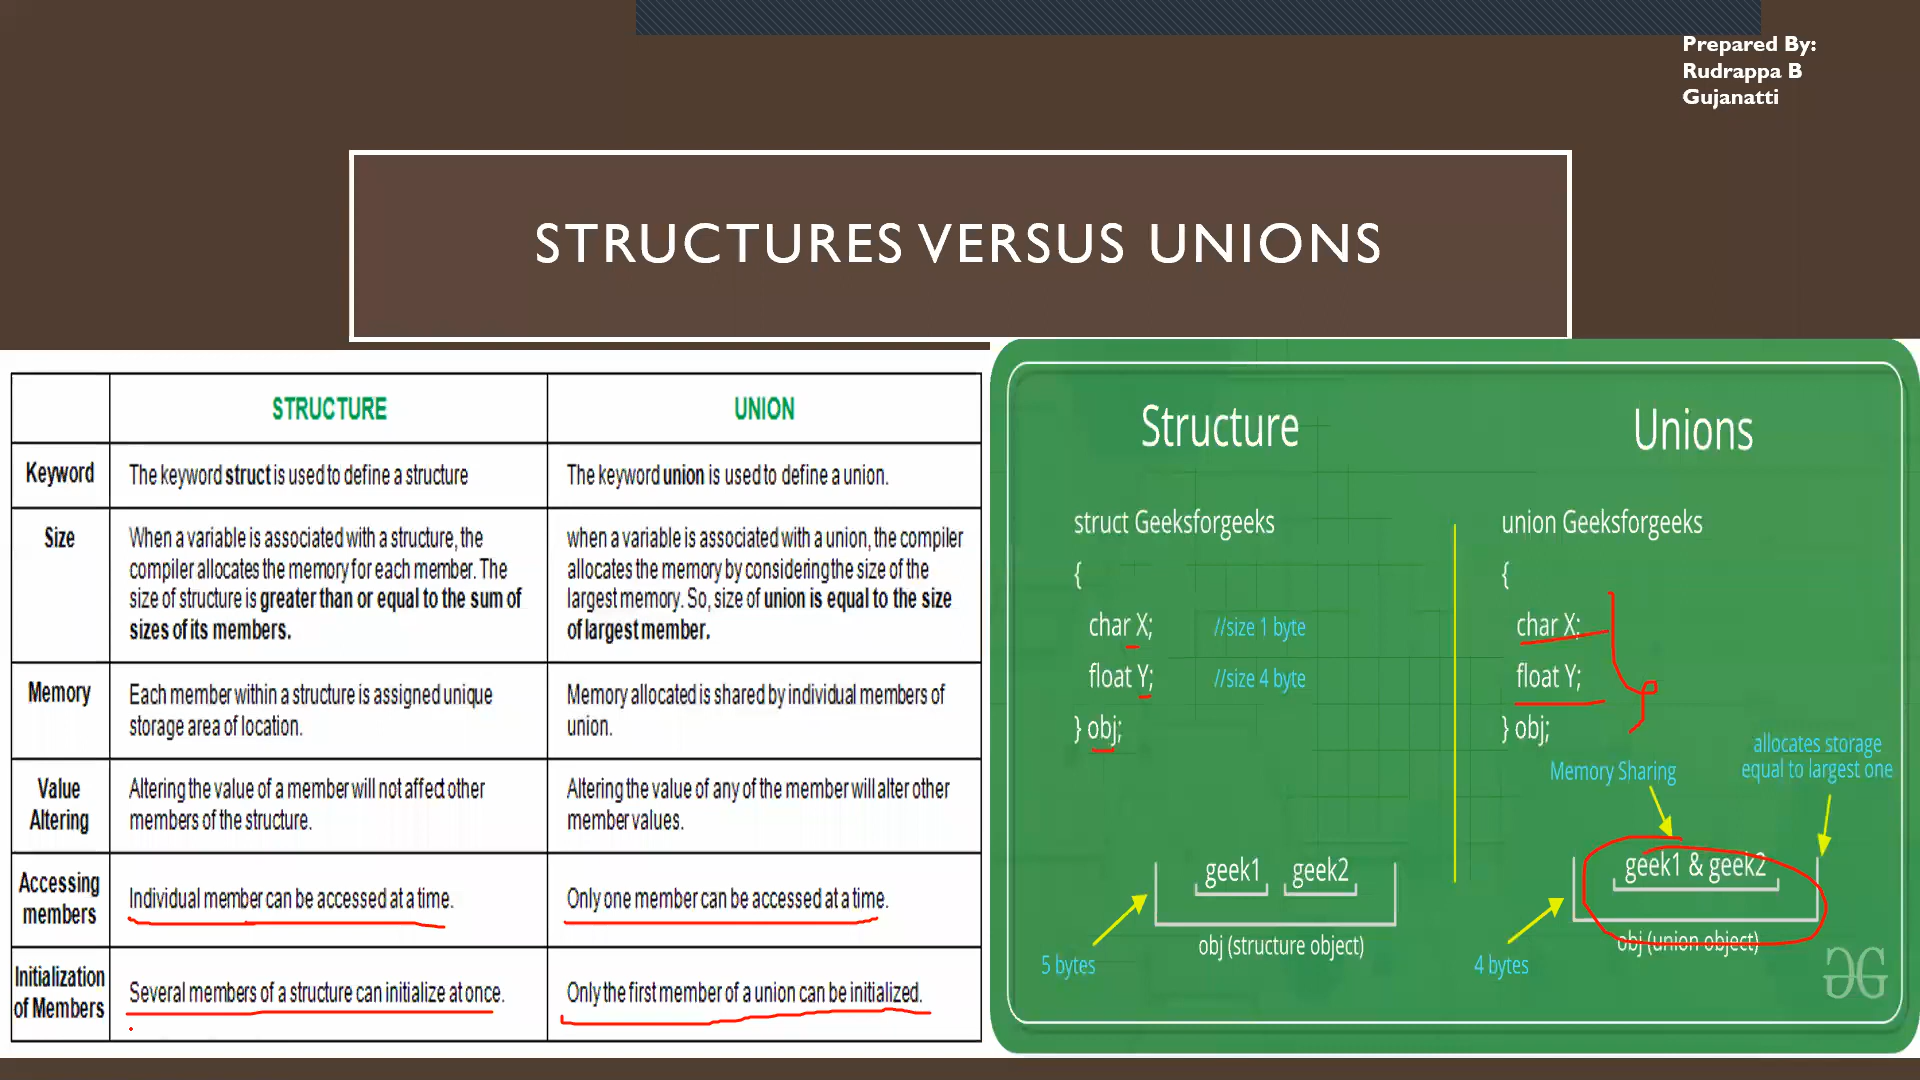 Prepared By:
Rudrappa B
Gujanatti
STRUCTURES VERSUS UNIONS
STRUCTURE
UNION
Keyword
The keyword struct is used to define a structure
The keyword union is used to define a union.
Size
When a variable is associated with a structure, the
compiler allocates the memory for each member. The
size of structure is greater than or equal to the sum of
sizes of its members.
when a variable is associated with a union, the compiler
allocates the memory by considering the size of the
largest memory. So, size of union is equal to the size
of largest member.
Memory
Each member within a structure is assigned unique
storage area of location.
Memory allocated is shared by individual members of
union.
Value
Altering
Altering the value of a member will not affect other
members of the structure.
Altering the value of any of the member will alter other
member values.
Accessing
members
Individual member can be accessed at a time.
Only one member can be accessed at a time.
Initialization
of Members
Several members of a structure can initialize at once.
Only the first member of a union can be initialized.
Structure
struct Geeksforgeeks
{
char X; //size 1 byte
float Y; //size 4 byte
} obj;
geek1 geek2
obj (structure object)
5 bytes
Unions
union Geeksforgeeks
{
char X;
float Y;
} obj;
Memory Sharing
allocates storage
equal to largest one
geek1 & geek2
obj (union object)
4 bytes